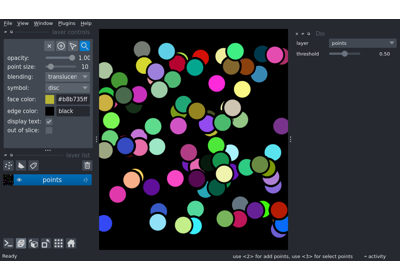 File View Window Plugins Help
layer controls
opacity: 1.00
point size: 10
blending: translucen
symbol: disc
face color: #b8b735ff
edge color: black
display text:
out of slice:
layer list
points
Do
layer points
threshold 0.50
Ready
use <2> for add points, use <3> for select points
activity